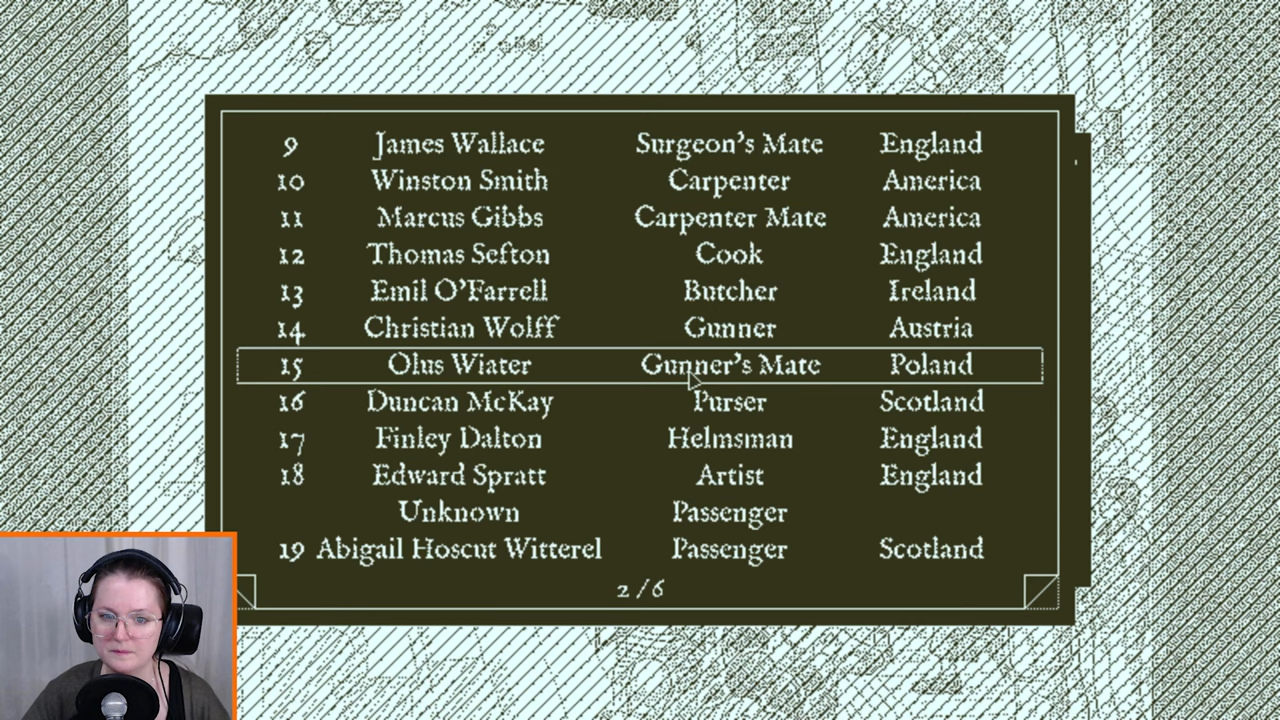 9 James Wallace Surgeon's Mate England
10 Winston Smith Carpenter America
11 Marcus Gibbs Carpenter Mate America
12 Thomas Sefton Cook England
13 Emil O'Farrell Butcher Ireland
14 Christian Wolff Gunner Austria
15 Olus Wiater Gunner's Mate Poland
16 Duncan McKay Purser Scotland
17 Finley Dalton Helmsman England
18 Edward Spratt Artist England
Unknown Passenger
19 Abigail Hoscut Witterel Passenger Scotland
2/6